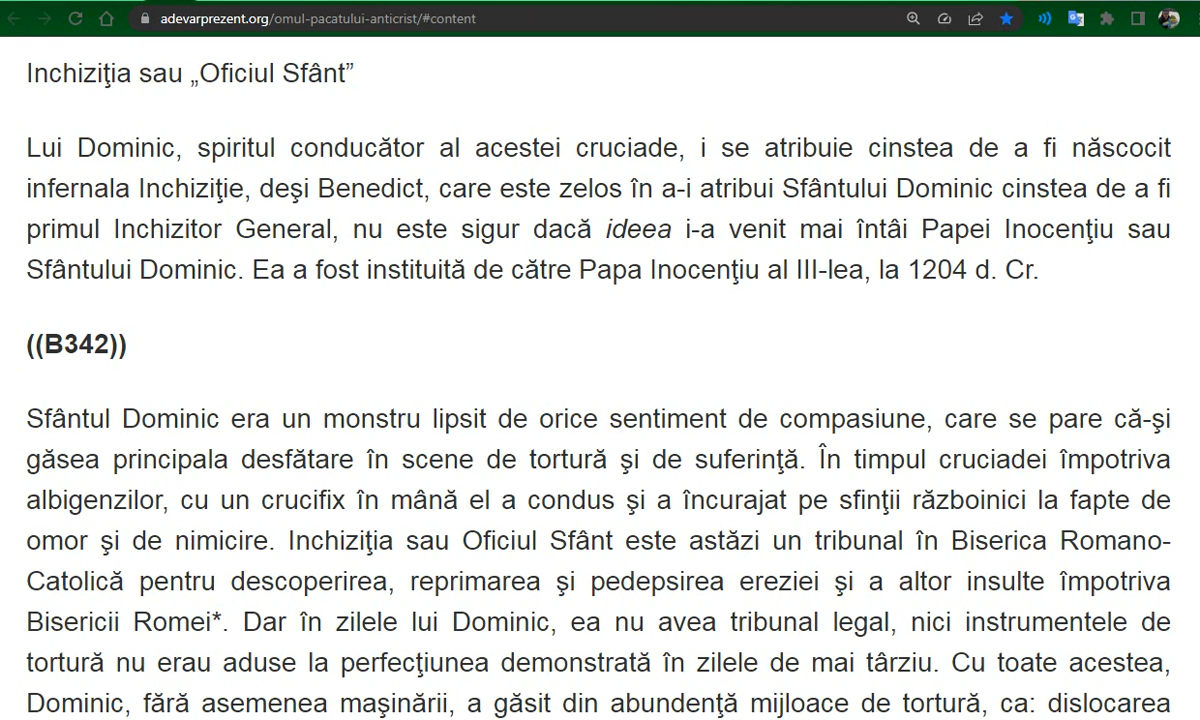 adevarprezent.org/omul-pacatului-anticrist/#content
Inchiziţia sau „Oficiul Sfânt”
Lui Dominic, spiritul conducător al acestei cruciade, i se atribuie cinstea de a fi născocit
infernala Inchiziţie, deşi Benedict, care este zelos în a-i atribui Sfântului Dominic cinstea de a fi
primul Inchizitor General, nu este sigur dacă ideea i-a venit mai întâi Papei Inocenţiu sau
Sfântului Dominic. Ea a fost instituită de către Papa Inocenţiu al III-lea, la 1204 d. Cr.
((B342))
Sfântul Dominic era un monstru lipsit de orice sentiment de compasiune, care se pare că-şi
găsea principala desfătare în scene de tortură şi de suferinţă. În timpul cruciadei împotriva
albigenzilor, cu un crucifix în mână el a condus şi a încurajat pe sfinţii războinici la fapte de
omor şi de nimicire. Inchiziţia sau Oficiul Sfânt este astăzi un tribunal în Biserica Romano-
Catolică pentru descoperirea, reprimarea şi pedepsirea ereziei şi a altor insulte împotriva
Bisericii Romei*. Dar în zilele lui Dominic, ea nu avea tribunal legal, nici instrumentele de
tortură nu erau aduse la perfecţiunea demonstrată în zilele de mai târziu. Cu toate acestea,
Dominic, fără asemenea maşinării, a găsit din abundenţă mijloace de tortură, ca: dislocarea